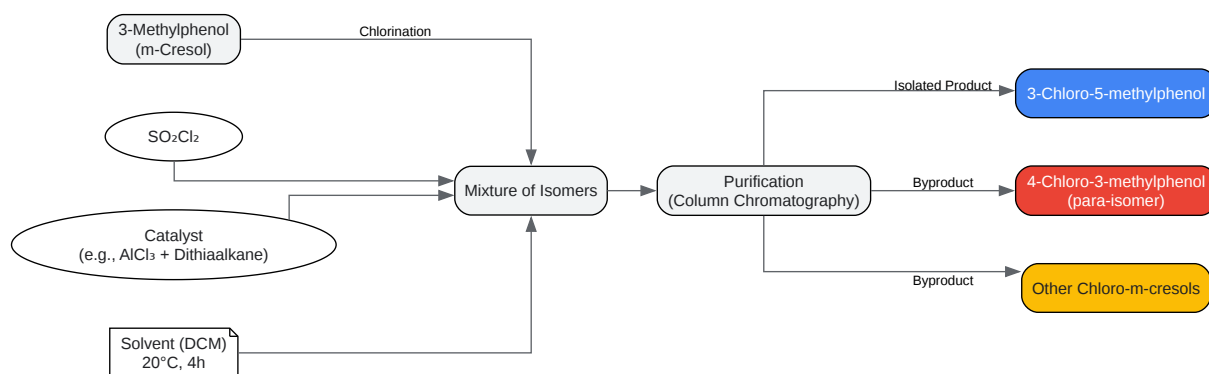 3-Methylphenol
(m-Cresol)
Chlorination
SO₂Cl₂
Catalyst
(e.g., AlCl₃ + Dithiaalkane)
Solvent (DCM)
20°C, 4h
Mixture of Isomers
Purification
(Column Chromatography)
Isolated Product
3-Chloro-5-methylphenol
Byproduct
4-Chloro-3-methylphenol
(para-isomer)
Byproduct
Other Chloro-m-cresols